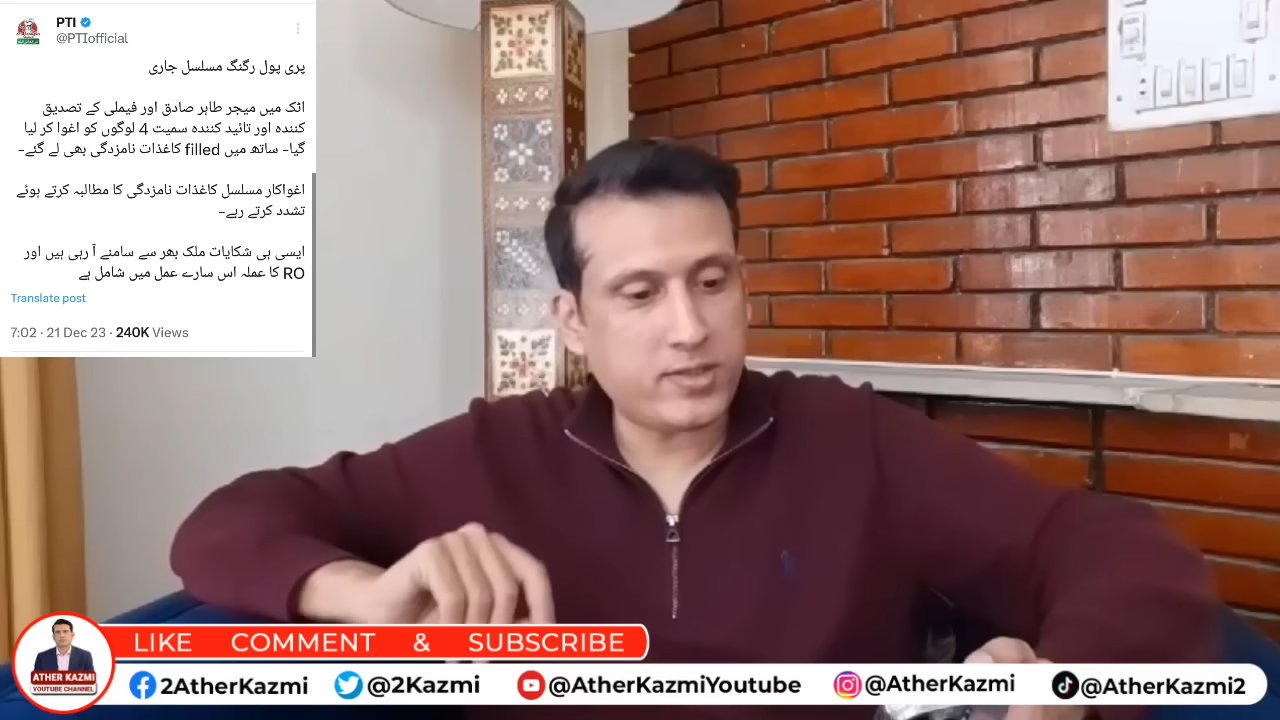 PTI
@PTIofficial
پری پول رگنگ مسلسل جاری
اٹک میں میجر طاہر صادق اور فیملی کے تصدیق
کنندہ اور تائید کنندہ سمیت 4 لوگوں کو اغوا کر لیا
گیا- ساتھ میں filled کاغذات نامزدگی بھی لے گئے-
اغواکار مسلسل کاغذات نامزدگی کا مطالبہ کرتے ہوئے
تشدد کرتے رہے-
ایسی ہی شکایات ملک بھر سے سامنے آ رہی ہیں اور
RO کا عملہ اس سارے عمل میں شامل ہے
Translate post
7:02 · 21 Dec 23 · 240K Views
LIKE COMMENT & SUBSCRIBE
ATHER KAZMI
YOUTUBE CHANNEL
2AtherKazmi @2Kazmi @AtherKazmiYoutube @AtherKazmi @AtherKazmi2